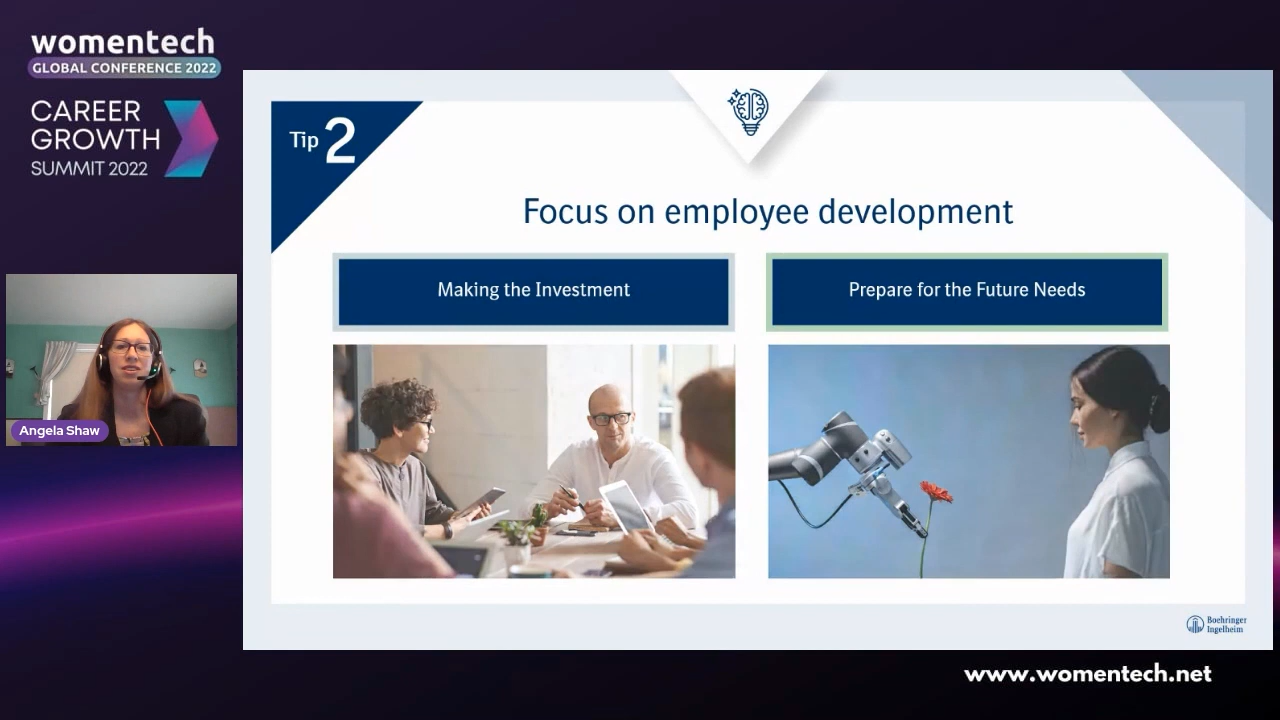 womentech
GLOBAL CONFERENCE 2022
CAREER
GROWTH
SUMMIT 2022
Tip 2
Focus on employee development
Making the Investment
Prepare for the Future Needs
Angela Shaw
Boehringer
Ingelheim
www.womentech.net